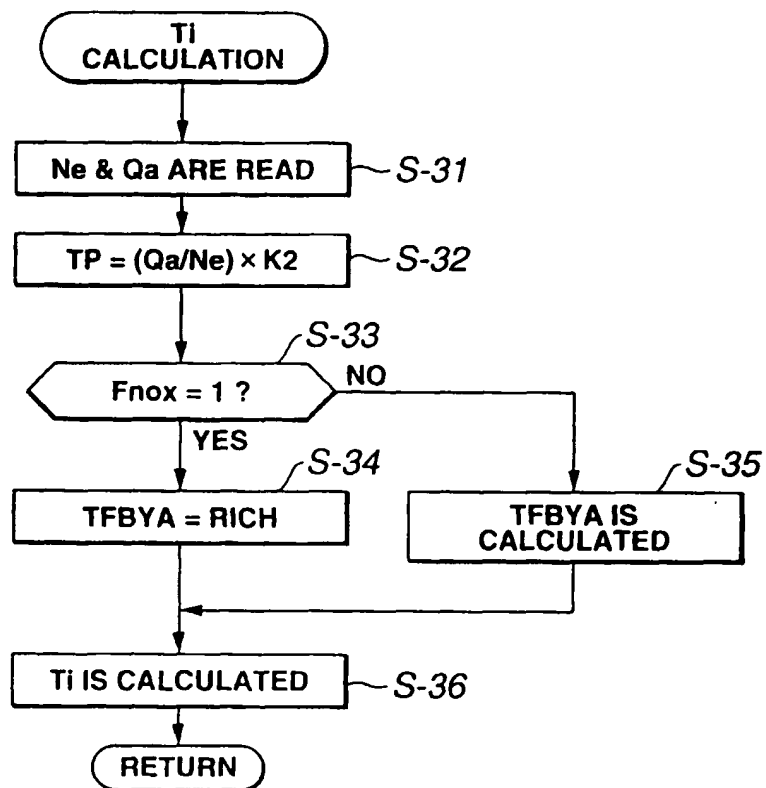 Ti
CALCULATION
Ne & Qa ARE READ
S-31
TP = (Qa/Ne) × K2
S-32
S-33
Fnox = 1 ?
NO
YES
S-34
TFBYA = RICH
S-35
TFBYA IS
CALCULATED
Ti IS CALCULATED
S-36
RETURN